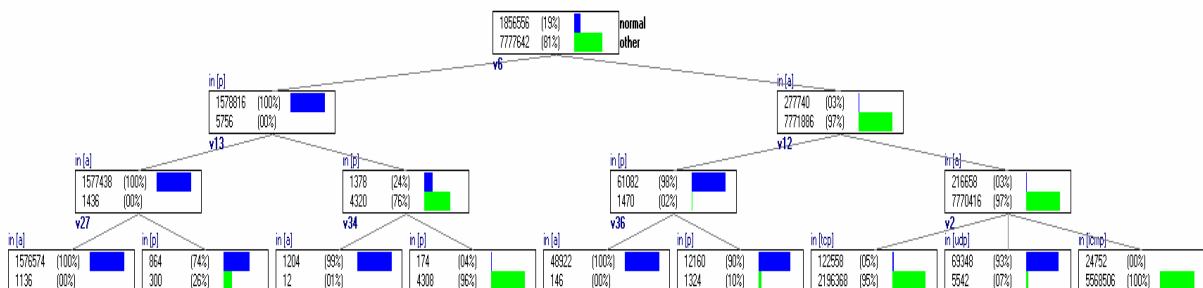 1856556 (19%) normal
7777642 (81%) other
v6
in [p]
1578816 (100%)
5756 (00%)
v13
in [a]
277740 (03%)
7771886 (97%)
v12
in [a]
1577438 (100%)
1436 (00%)
v27
in [p]
1378 (24%)
4320 (76%)
v34
in [p]
61082 (98%)
1470 (02%)
v36
in [a]
216658 (03%)
7770416 (97%)
v2
in [a]
1576574 (100%)
1136 (00%)
in [p]
864 (74%)
300 (26%)
in [a]
1204 (99%)
12 (01%)
in [p]
174 (04%)
4308 (96%)
in [a]
48922 (100%)
146 (00%)
in [p]
12160 (90%)
1324 (10%)
in [tcp]
122558 (05%)
2196368 (95%)
in [udp]
69348 (93%)
5542 (07%)
in [icmp]
24752 (00%)
5568506 (100%)